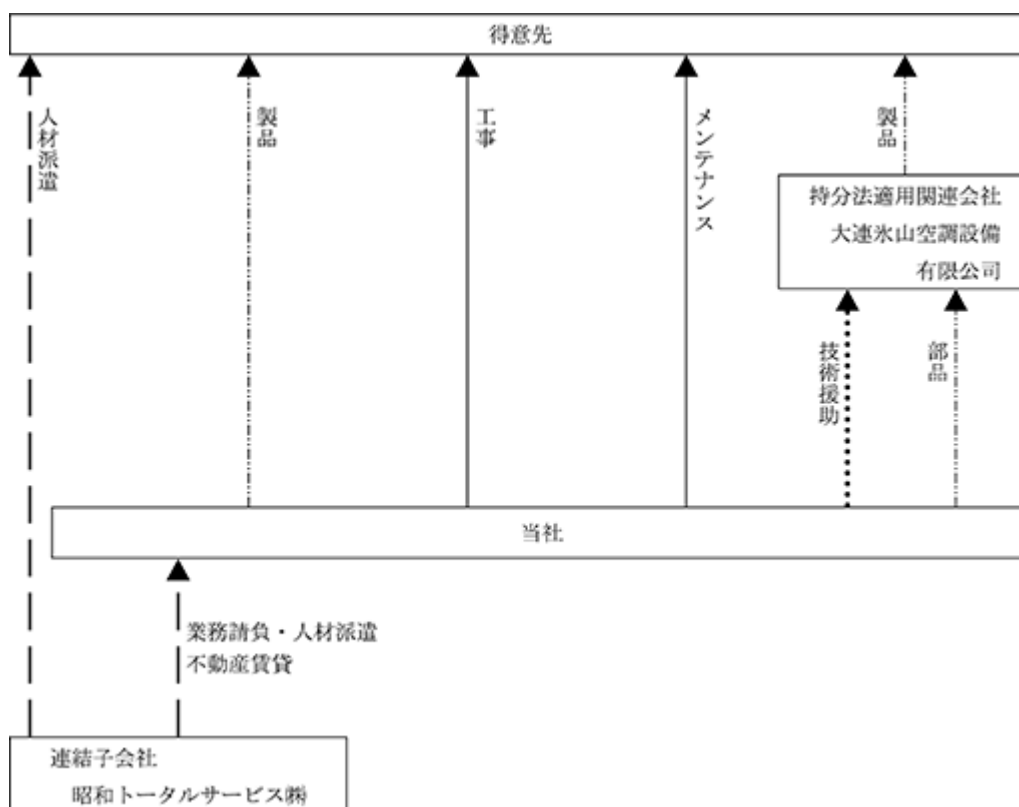 得意先
人材派遣
製品
工事
メンテナンス
製品
持分法適用関連会社
大連氷山空調設備
有限公司
技術援助
部品
当社
業務請負・人材派遣
不動産賃貸
連結子会社
昭和トータルサービス㈱